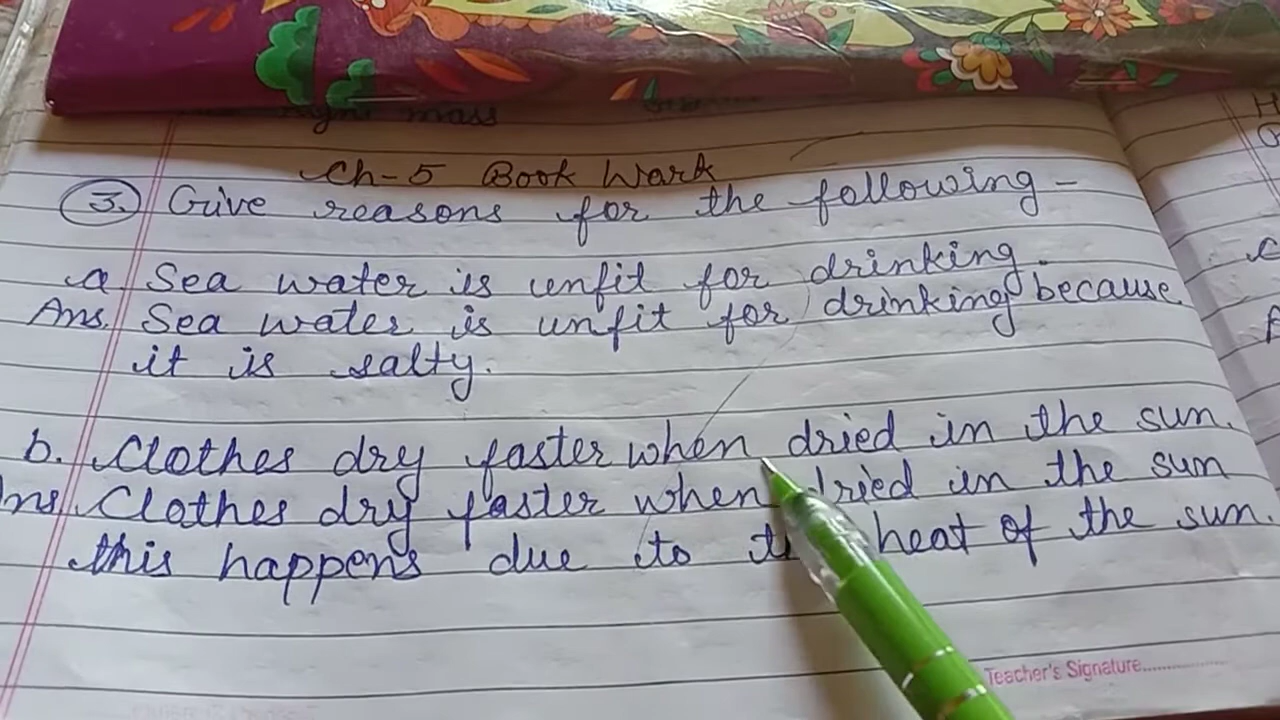 mass
Ch-5 Book Work
3. Give reasons for the following -
a. Sea water is unfit for drinking.
Ans. Sea water is unfit for drinking because
it is salty.
b. Clothes dry faster when dried in the sun.
Ans. Clothes dry faster when dried in the sun
this happens due to heat of the sun.
Teacher's Signature..................